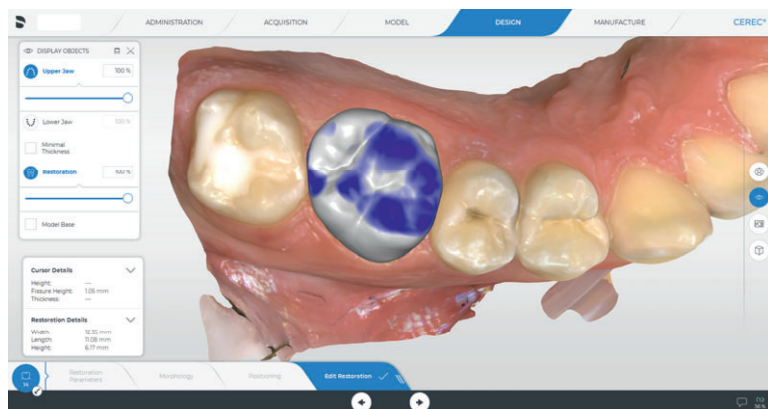 ADMINISTRATION
ACQUISITION
MODEL
DESIGN
MANUFACTURE
CEREC®
DISPLAY OBJECTS
Upper Jaw
100 %
Lower Jaw
100 %
Minimal
Thickness
Restoration
100 %
Model Base
Cursor Details
Height: ---
Fissure Height: 1.05 mm
Thickness: ---
Restoration Details
Width:
Length: 11.08 mm
Height: 6.17 mm
14
Restoration
Parameters
Morphology
Positioning
Edit Restoration